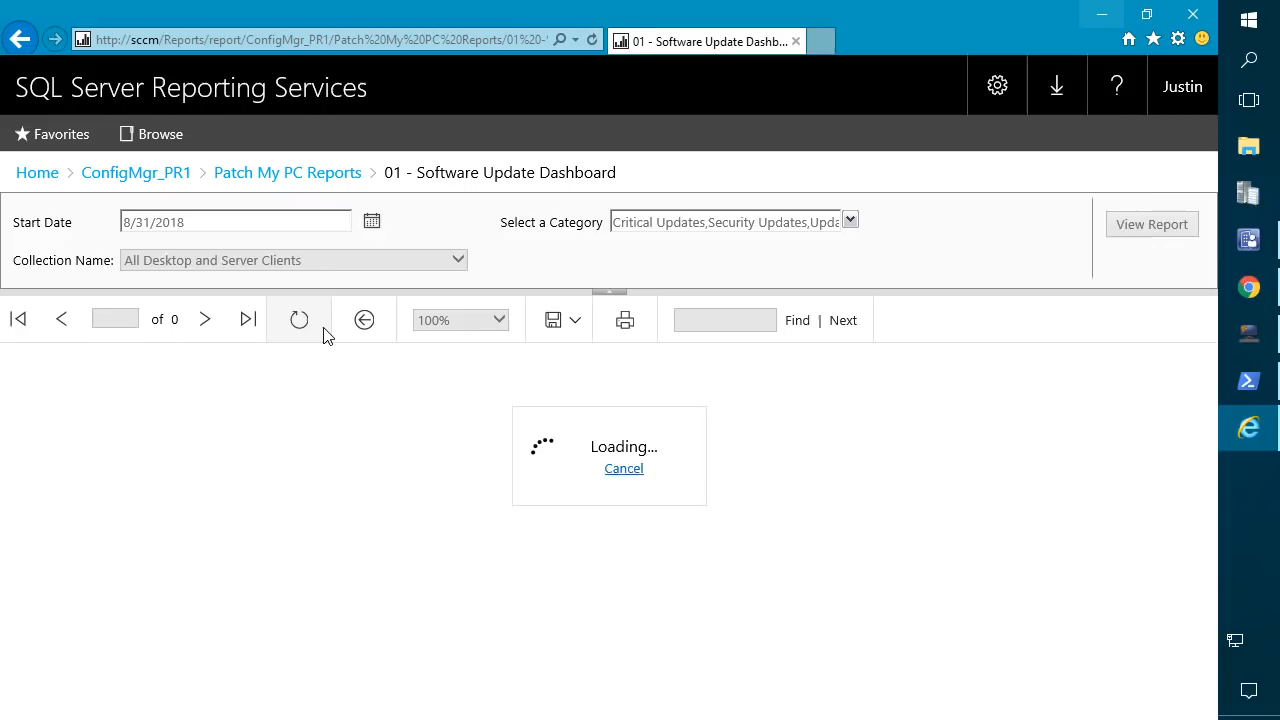 http://sccm/Reports/report/ConfigMgr_PR1/Patch%20My%20PC%20Reports/01%20-
01 - Software Update Dashb...
SQL Server Reporting Services
Justin
Favorites
Browse
Home > ConfigMgr_PR1 > Patch My PC Reports > 01 - Software Update Dashboard
Start Date 8/31/2018 Select a Category Critical Updates,Security Updates,Upda View Report
Collection Name: All Desktop and Server Clients
of 0 100% Find | Next
Loading...
Cancel